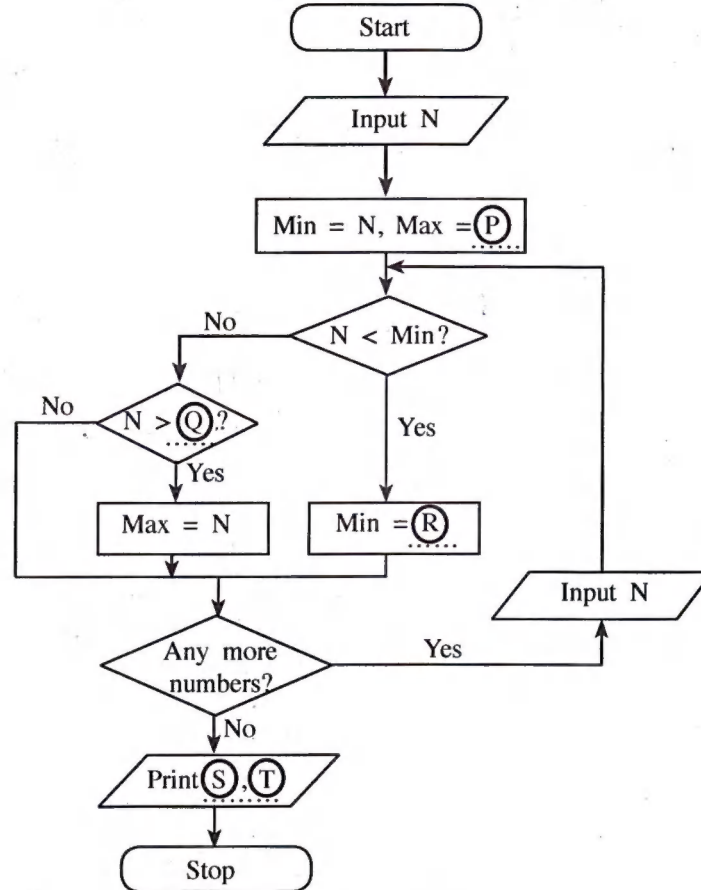 Start
Input N
Min = N, Max = P
N < Min?
No
Yes
N > Q ?
No
Yes
Max = N
Min = R
Input N
Any more
numbers?
Yes
No
Print S, T
Stop